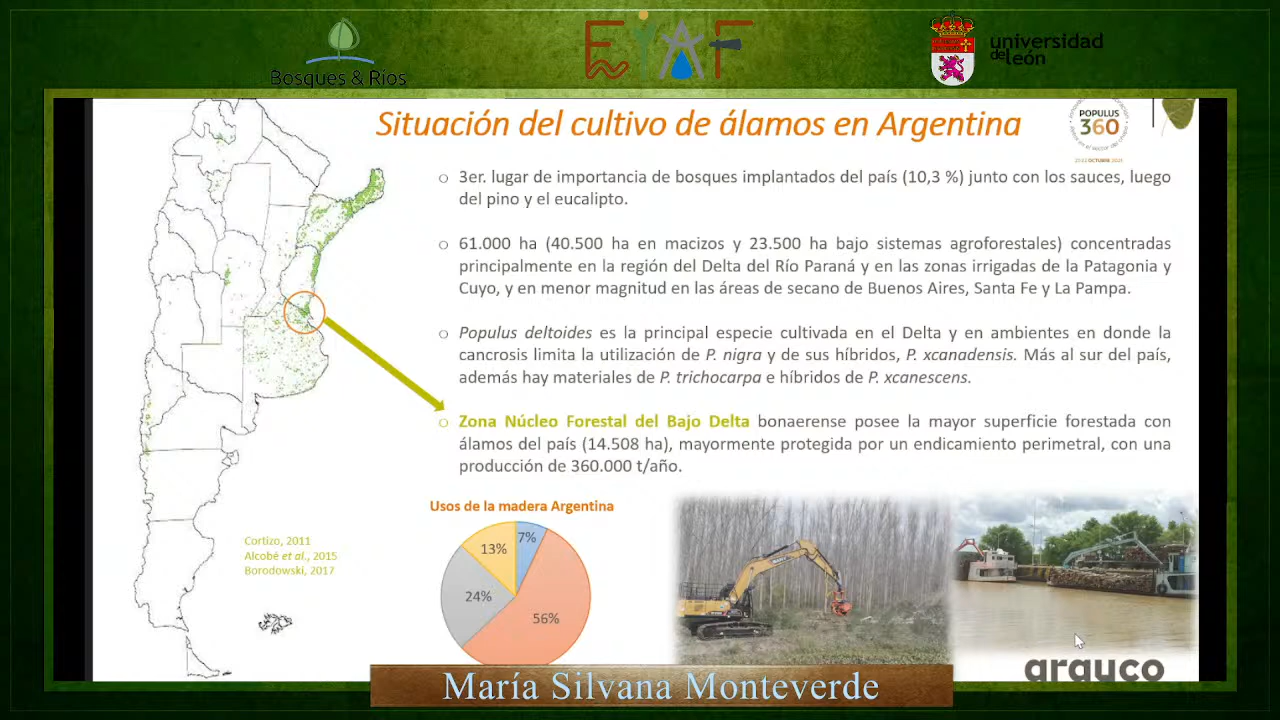 Bosques & Ríos
EIAF
universidad
de león
Situación del cultivo de álamos en Argentina
POPULUS
360
3er. lugar de importancia de bosques implantados del país (10,3 %) junto con los sauces, luego
del pino y el eucalipto.
61.000 ha (40.500 ha en macizos y 23.500 ha bajo sistemas agroforestales) concentradas
principalmente en la región del Delta del Río Paraná y en las zonas irrigadas de la Patagonia y
Cuyo, y en menor magnitud en las áreas de secano de Buenos Aires, Santa Fe y La Pampa.
Populus deltoides es la principal especie cultivada en el Delta y en ambientes en donde la
cancrosis limita la utilización de P. nigra y de sus híbridos, P. xcanadensis. Más al sur del país,
además hay materiales de P. trichocarpa e híbridos de P. xcanescens.
Zona Núcleo Forestal del Bajo Delta bonaerense posee la mayor superficie forestada con
álamos del país (14.508 ha), mayormente protegida por un endicamiento perimetral, con una
producción de 360.000 t/año.
Usos de la madera Argentina
7%
13%
24%
56%
Cortizo, 2011
Alcobé et al., 2015
Borodowski, 2017
arauco
María Silvana Monteverde